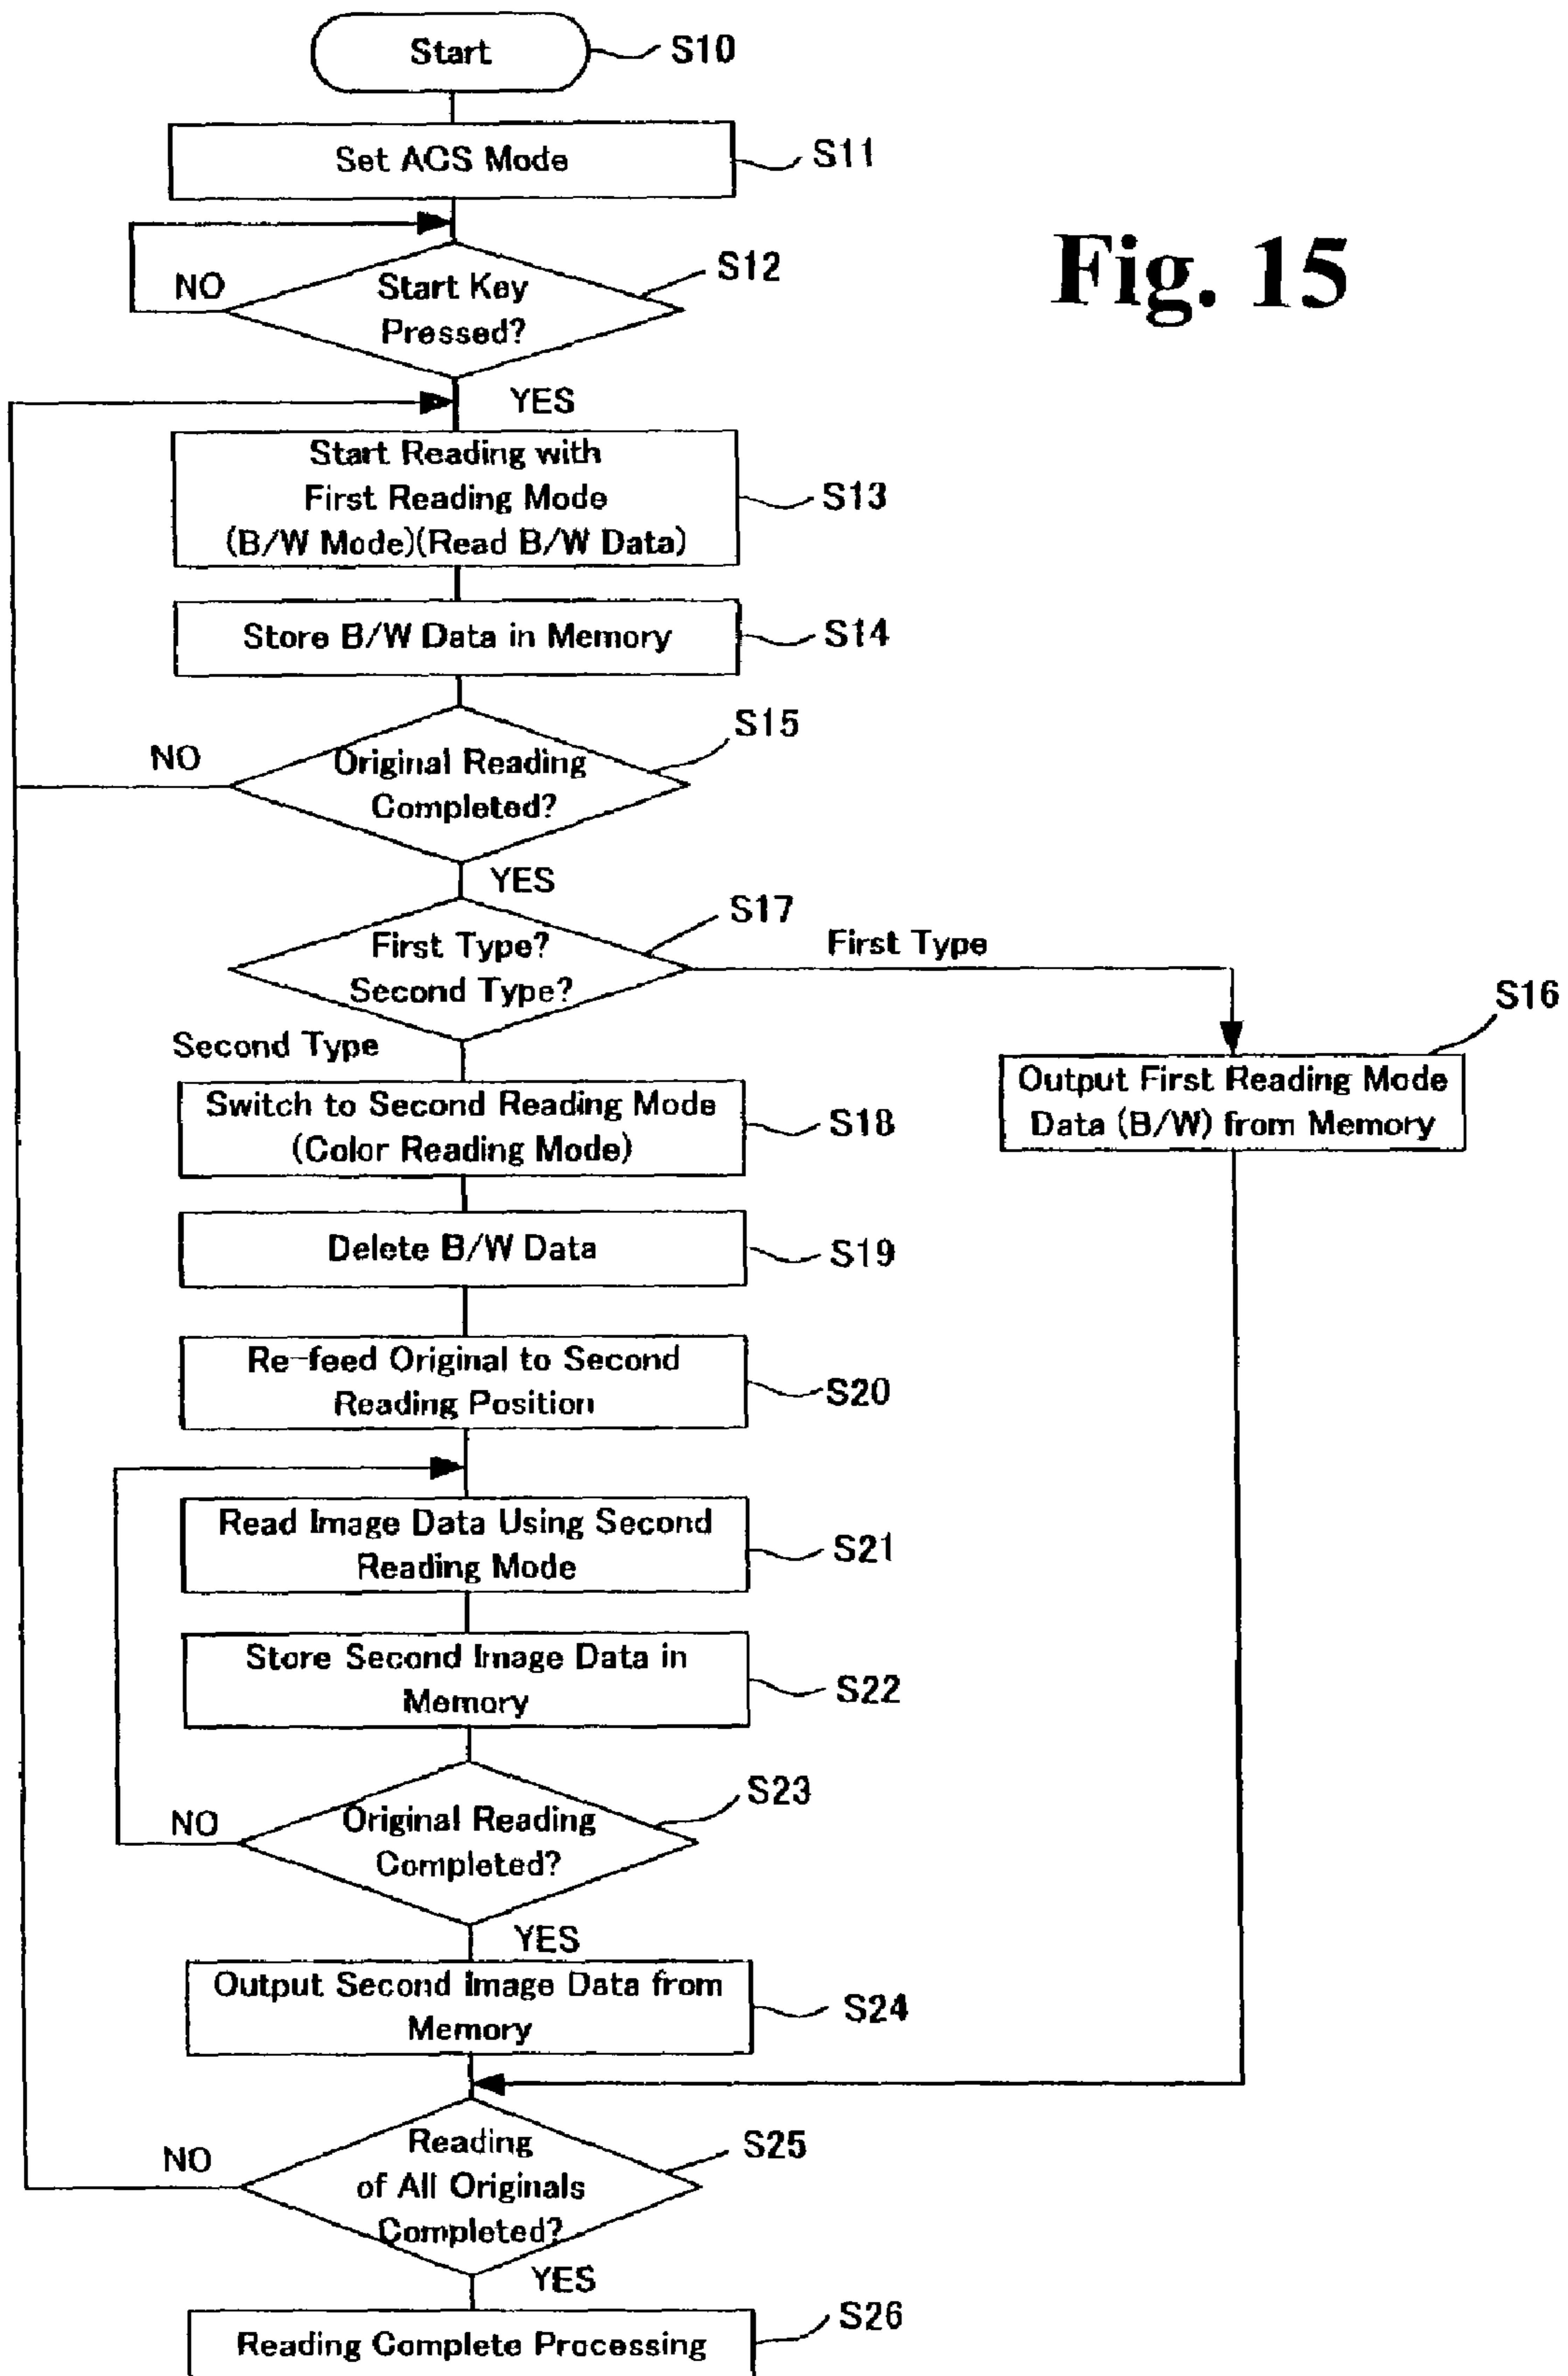 Start
S10
Set ACS Mode
S11
Fig. 15
NO
Start Key
Pressed?
S12
YES
Start Reading with
First Reading Mode
(B/W Mode)(Read B/W Data)
S13
Store B/W Data in Memory
S14
NO
Original Reading
Completed?
S15
YES
First Type?
Second Type?
S17
First Type
Second Type
S16
Output First Reading Mode
Data (B/W) from Memory
Switch to Second Reading Mode
(Color Reading Mode)
S18
Delete B/W Data
S19
Re-feed Original to Second
Reading Position
S20
Read Image Data Using Second
Reading Mode
S21
Store Second Image Data in
Memory
S22
NO
Original Reading
Completed?
S23
YES
Output Second Image Data from
Memory
S24
NO
Reading
of All Originals
Completed?
S25
YES
Reading Complete Processing
S26